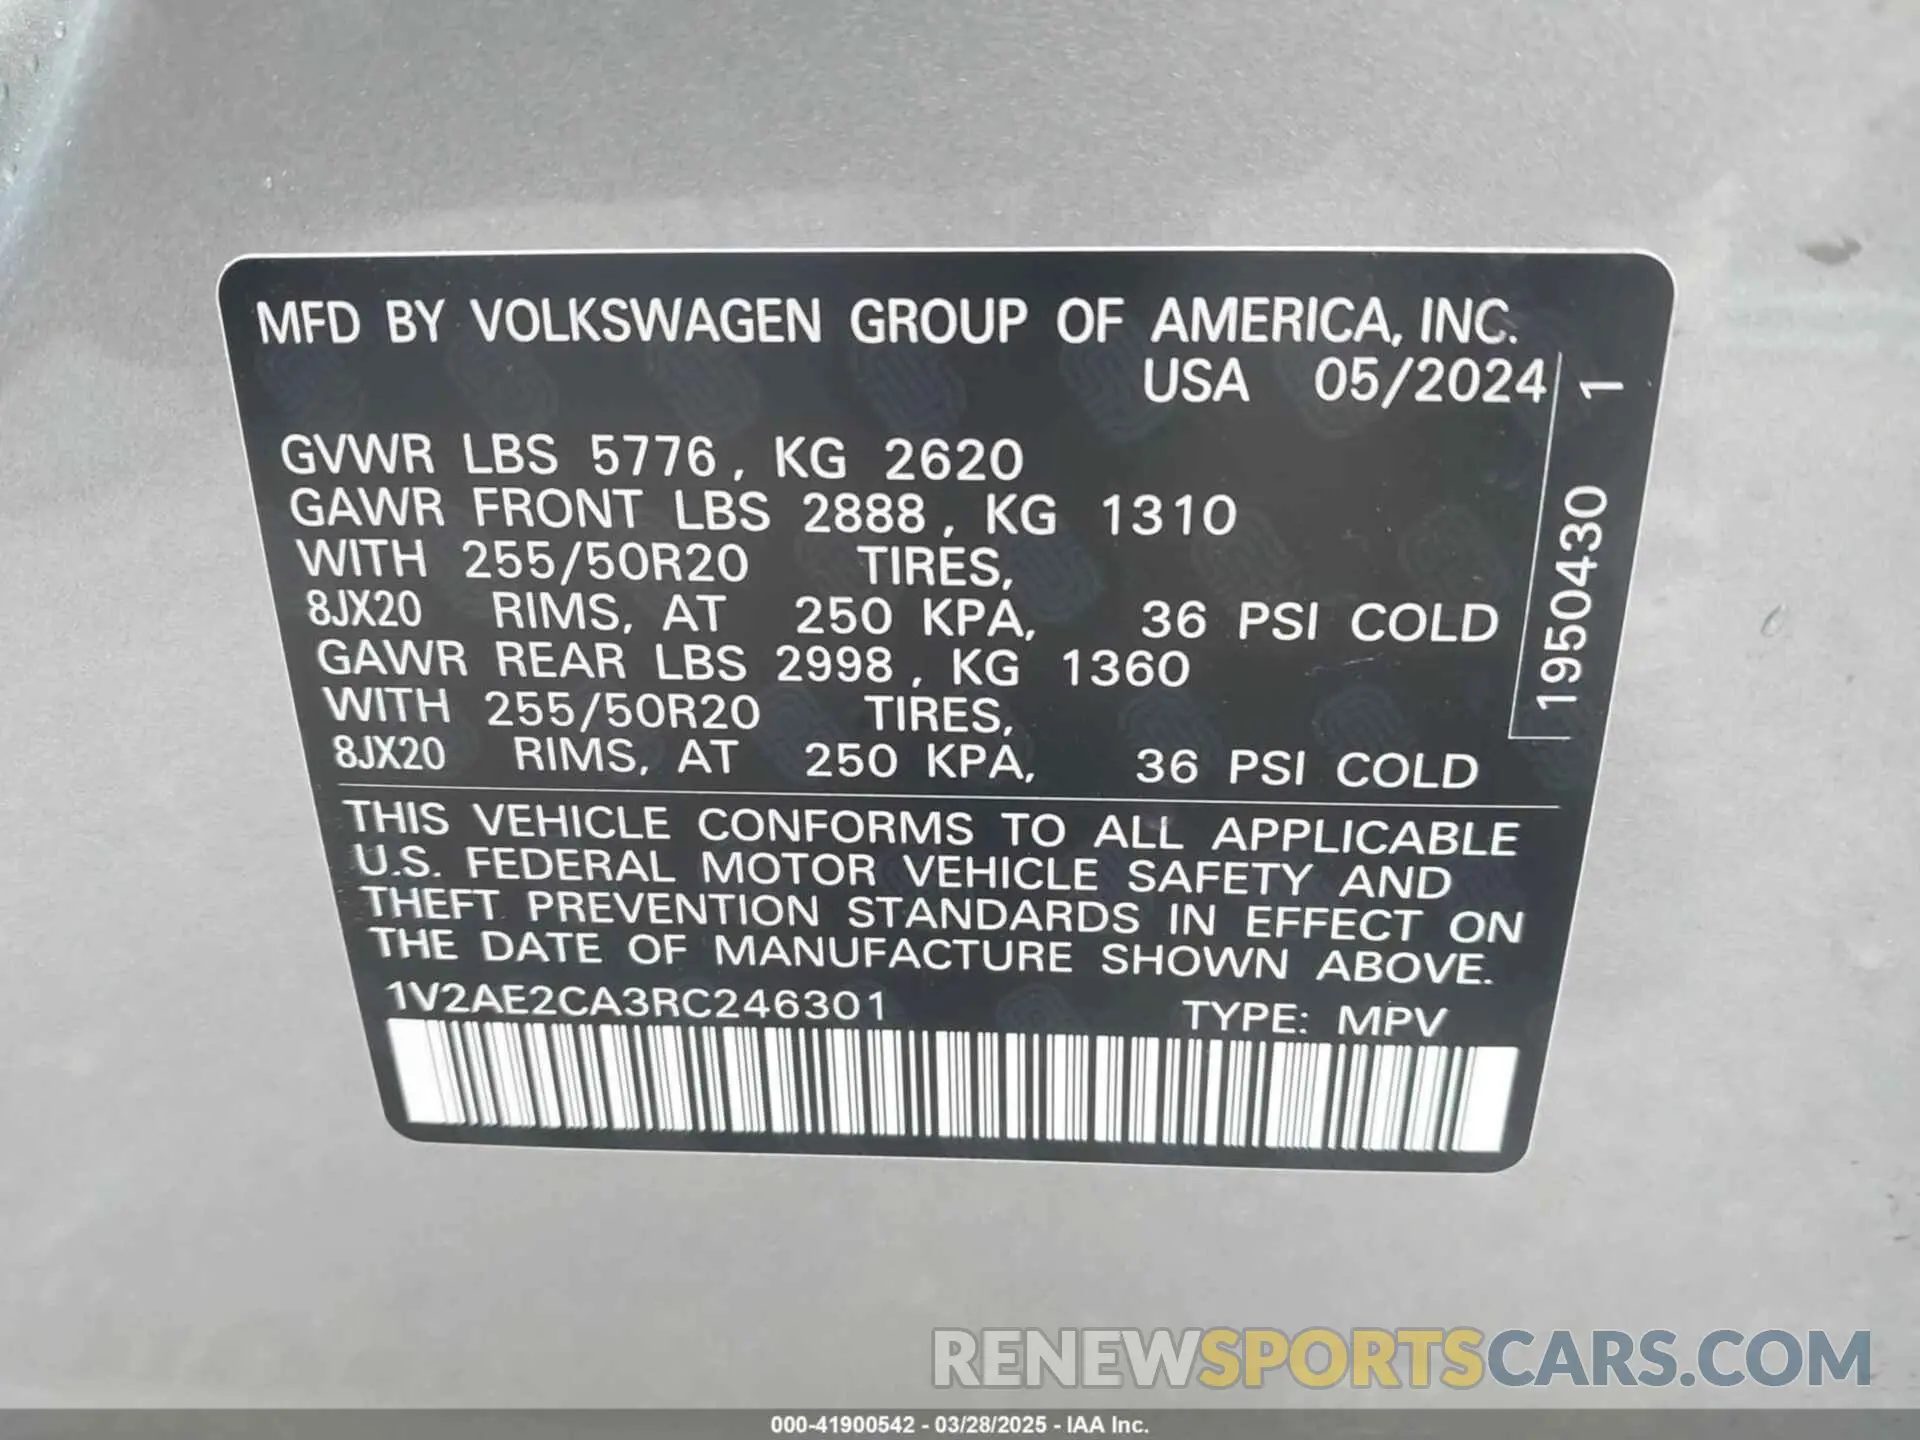 MFD BY VOLKSWAGEN GROUP OF AMERICA, INC.
USA 05/2024
GVWR LBS 5776, KG 2620
GAWR FRONT LBS 2888, KG 1310
WITH 255/50R20 TIRES,
8JX20 RIMS, AT 250 KPA, 36 PSI COLD
GAWR REAR LBS 2998, KG 1360
WITH 255/50R20 TIRES,
8JX20 RIMS, AT 250 KPA, 36 PSI COLD
THIS VEHICLE CONFORMS TO ALL APPLICABLE
U.S. FEDERAL MOTOR VEHICLE SAFETY AND
THEFT PREVENTION STANDARDS IN EFFECT ON
THE DATE OF MANUFACTURE SHOWN ABOVE.
1V2AE2CA3RC246301 TYPE: MPV
1950430 1
RENEWSPORTSCARS.COM
000-41900542 - 03/28/2025 - IAA Inc.